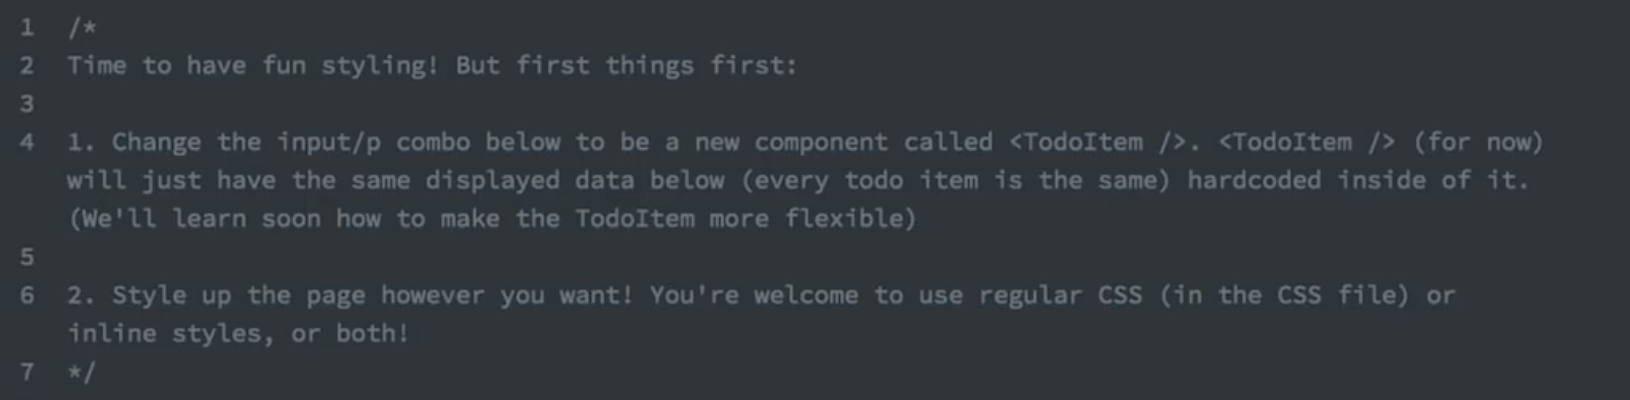 1 /*
2 Time to have fun styling! But first things first:
3
4 1. Change the input/p combo below to be a new component called <TodoItem />. <TodoItem /> (for now)
will just have the same displayed data below (every todo item is the same) hardcoded inside of it.
(We'll learn soon how to make the TodoItem more flexible)
5
6 2. Style up the page however you want! You're welcome to use regular CSS (in the CSS file) or
inline styles, or both!
7 */